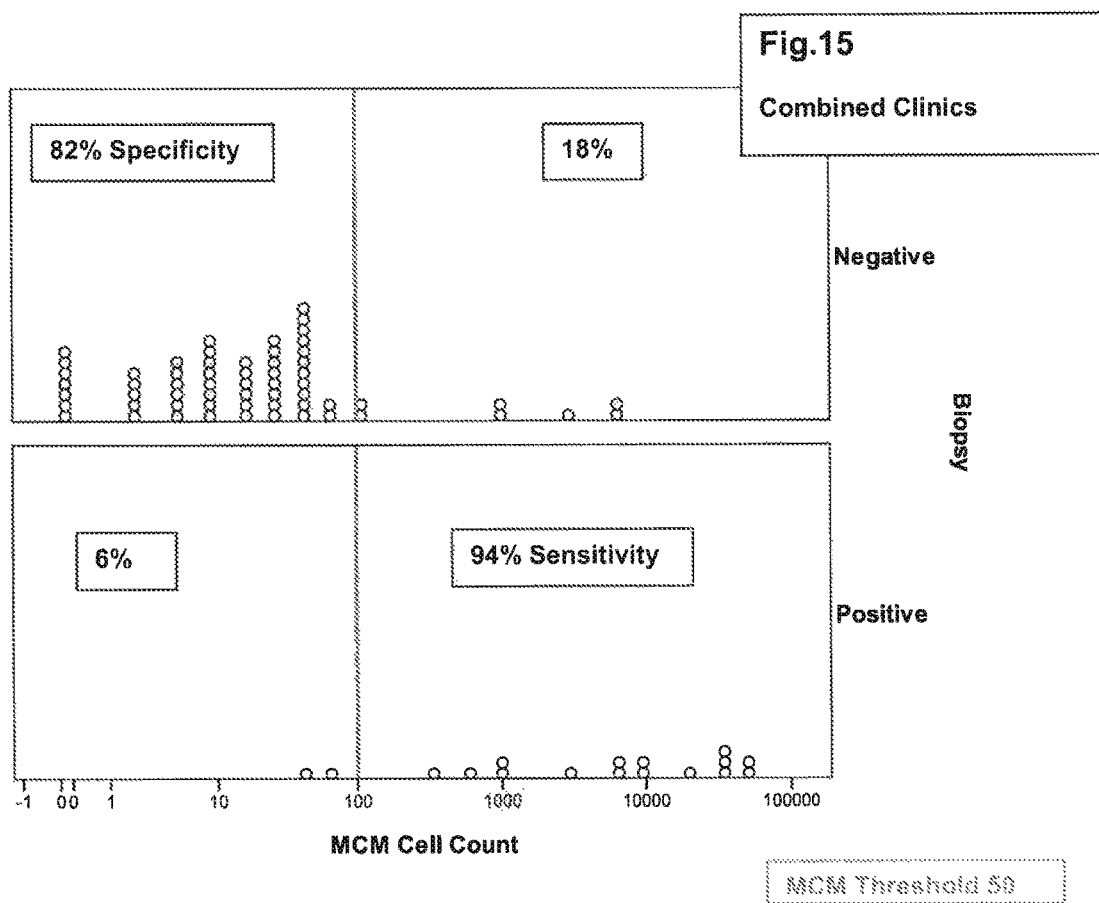 Fig.15
Combined Clinics
82% Specificity
18%
Negative
Biopsy
6%
94% Sensitivity
Positive
-1 0 0 1 10 100 1000 10000 100000
MCM Cell Count
MCM Threshold 50